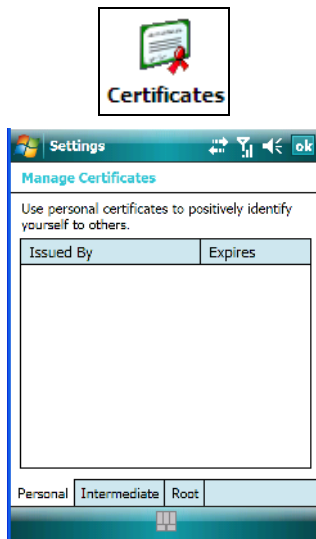 Certificates
Settings ok
Manage Certificates
Use personal certificates to positively identify
yourself to others.
Issued By Expires
Personal Intermediate Root